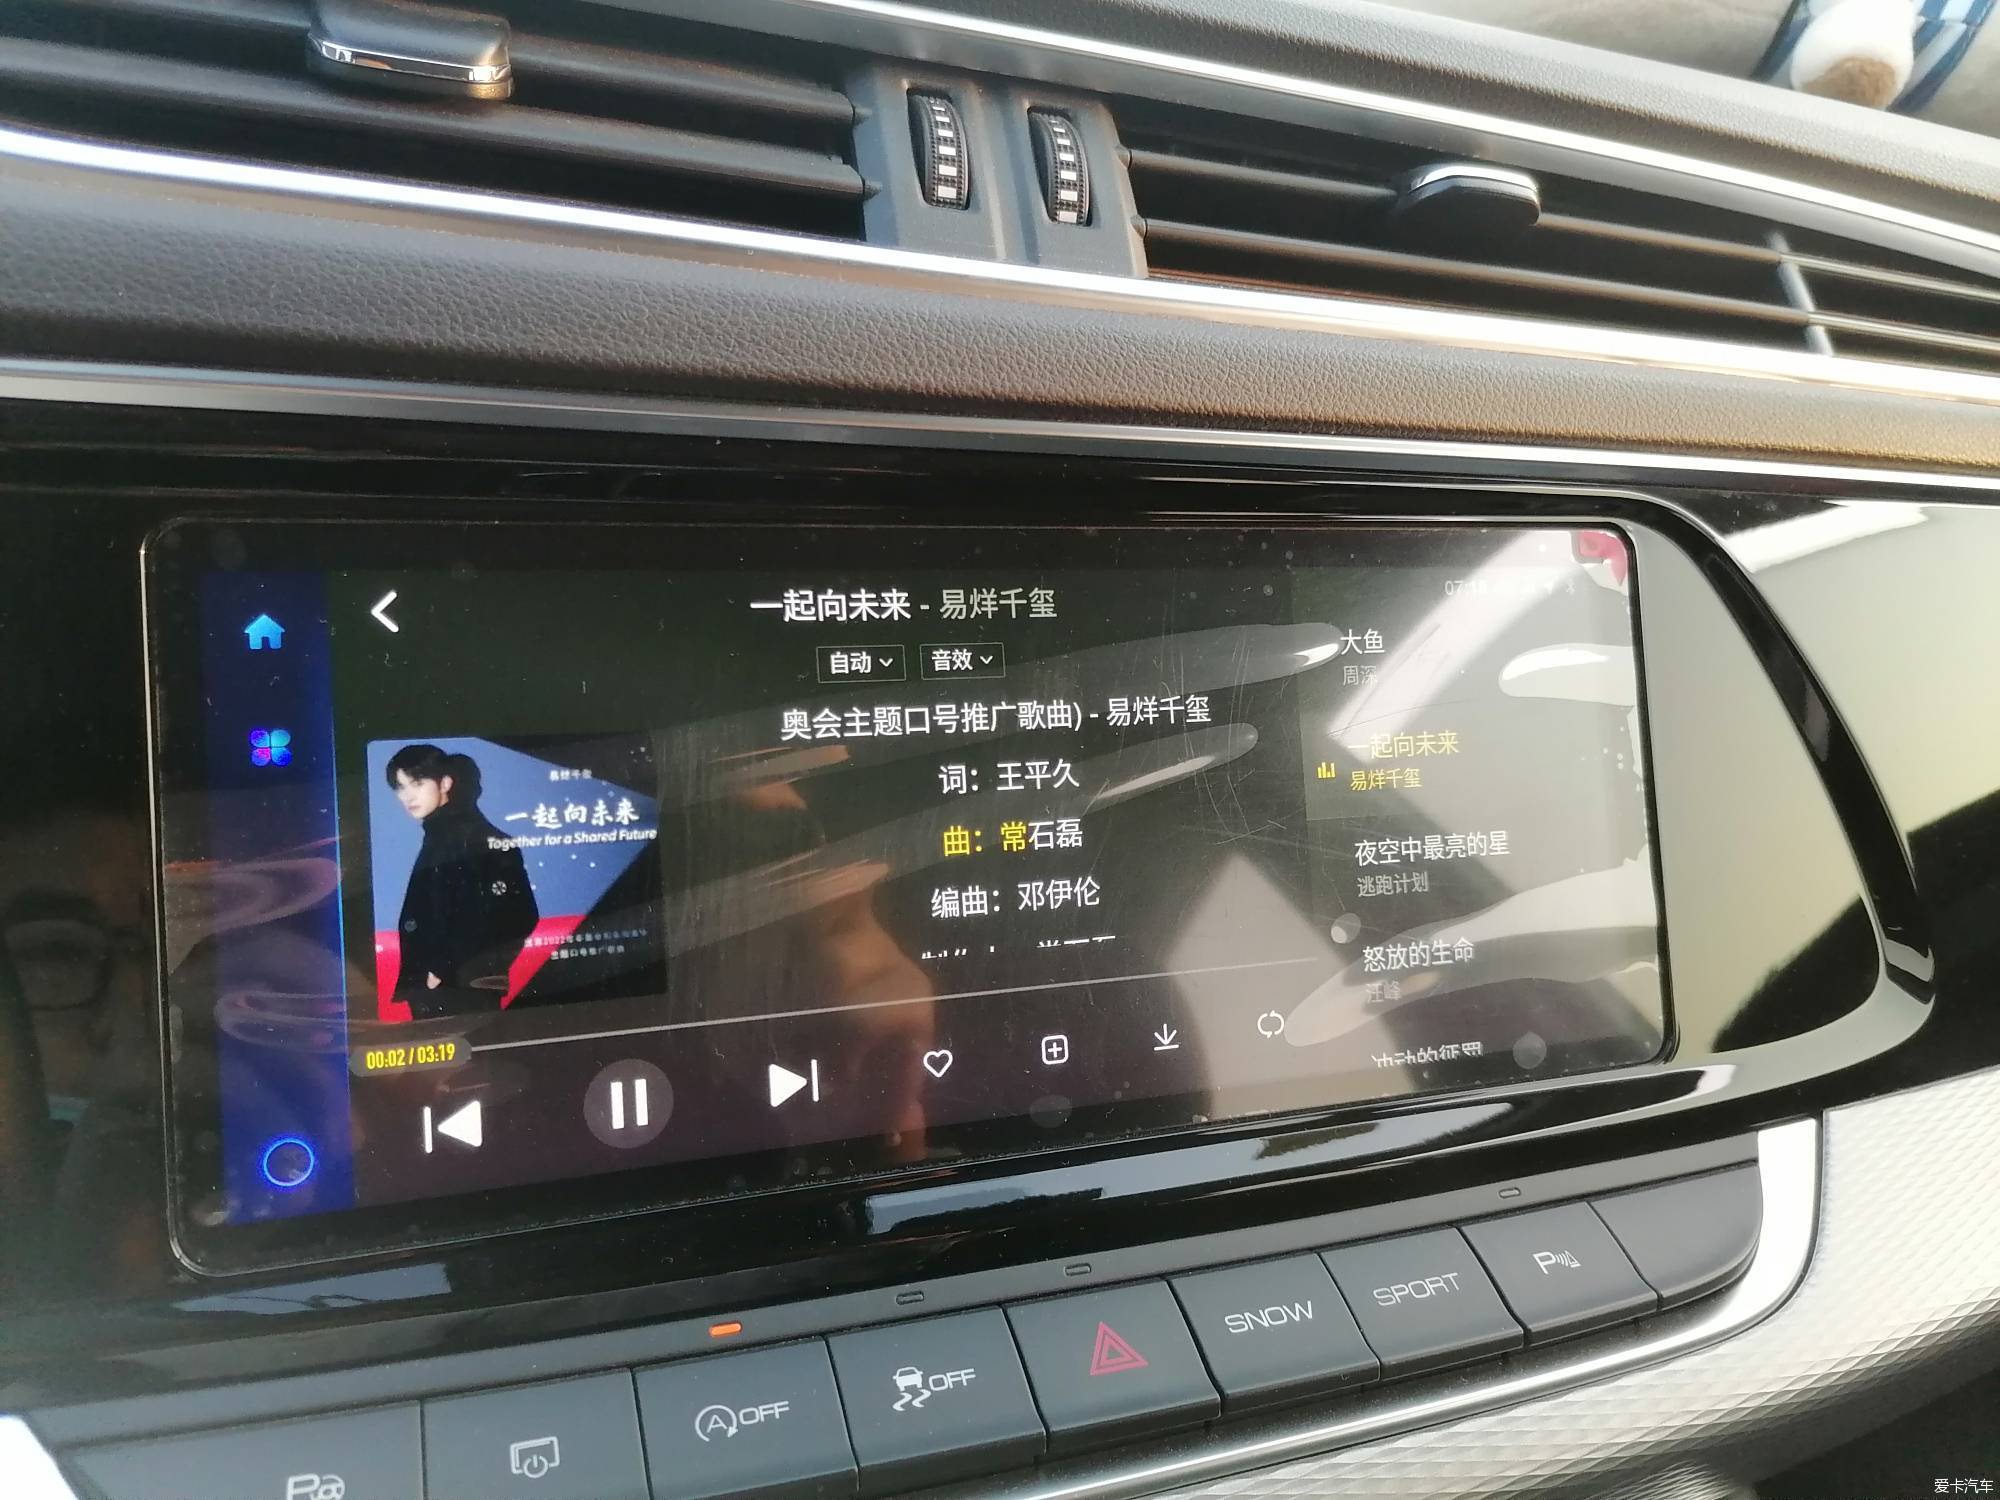 一起向未来 - 易烊千玺
自动
音效
奥会主题口号推广歌曲) - 易烊千玺
词：王平久
曲：常石磊
编曲：邓伊伦
易烊千玺
一起向未来
Together for a Shared Future
00:02 / 03:19
大鱼
周深
一起向未来
易烊千玺
夜空中最亮的星
逃跑计划
怒放的生命
汪峰
冲动的惩罚
OFF
OFF
SNOW
SPORT
P
P
爱卡汽车